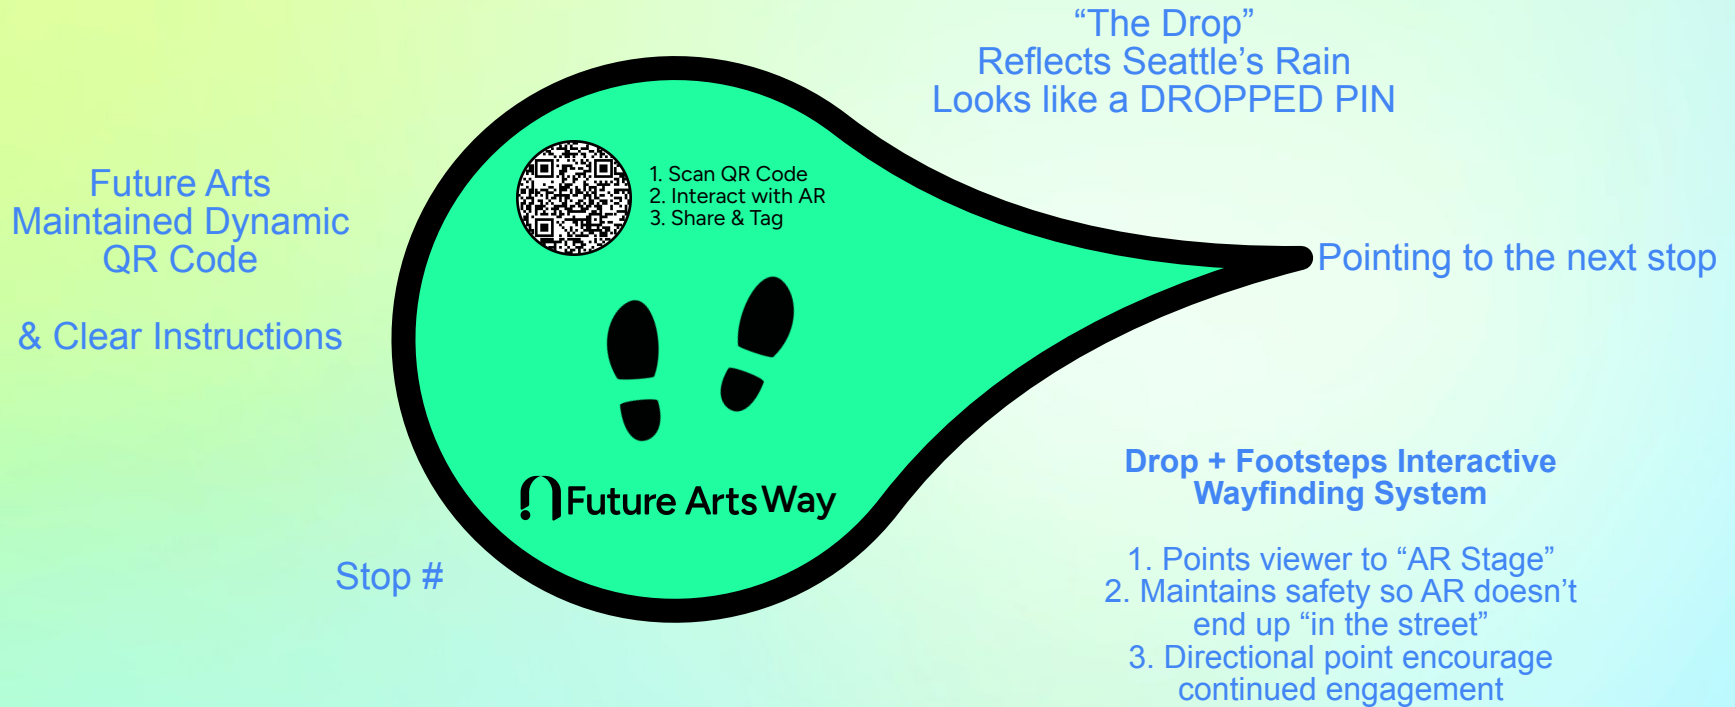 “The Drop”
Reflects Seattle’s Rain
Looks like a DROPPED PIN
Future Arts
Maintained Dynamic
QR Code
& Clear Instructions
1. Scan QR Code
2. Interact with AR
3. Share & Tag
Pointing to the next stop
Future Arts Way
Stop #
Drop + Footsteps Interactive
Wayfinding System
1. Points viewer to “AR Stage”
2. Maintains safety so AR doesn’t
end up “in the street”
3. Directional point encourage
continued engagement